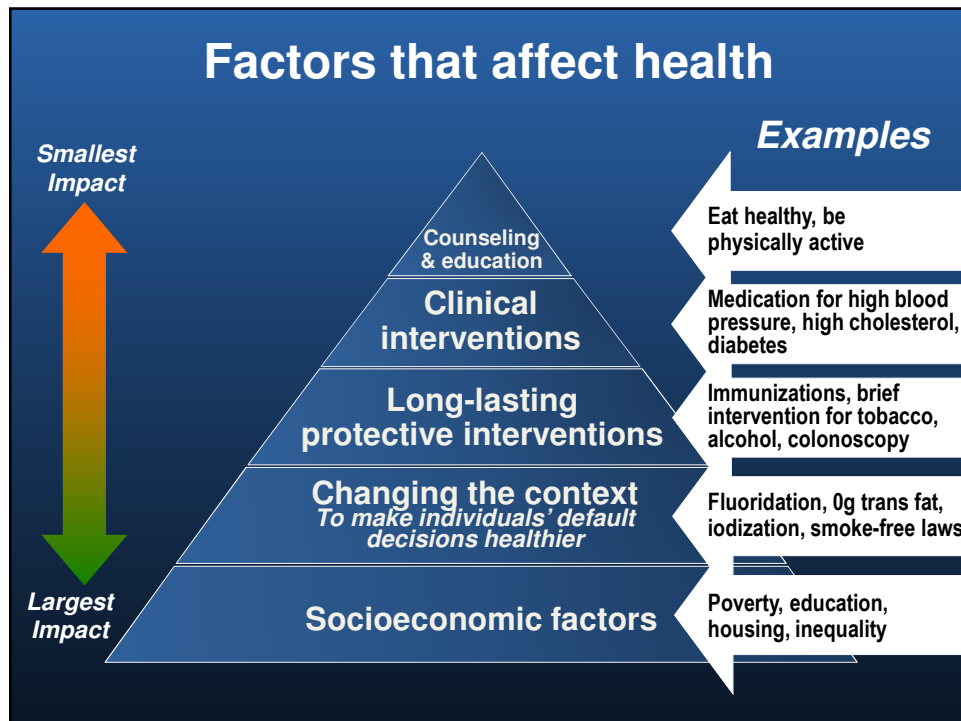 Factors that affect health
Examples
Smallest
Impact
Counseling
& education
Eat healthy, be
physically active
Clinical
interventions
Medication for high blood
pressure, high cholesterol,
diabetes
Long-lasting
protective interventions
Immunizations, brief
intervention for tobacco,
alcohol, colonoscopy
Changing the context
To make individuals’ default
decisions healthier
Fluoridation, 0g trans fat,
iodization, smoke-free laws
Largest
Impact
Socioeconomic factors
Poverty, education,
housing, inequality